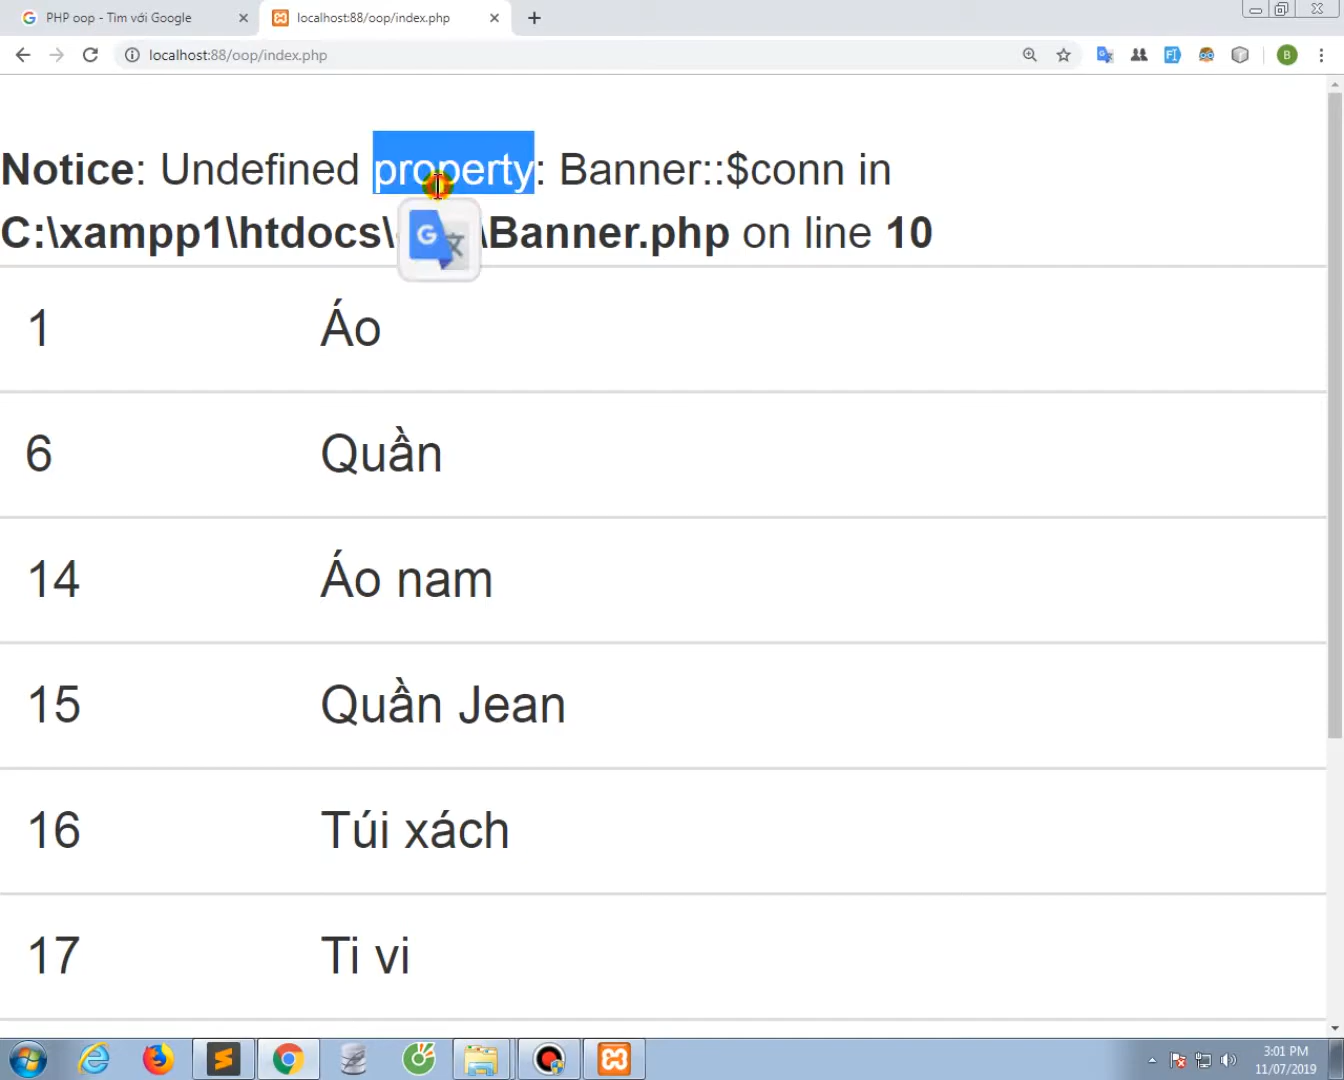 PHP oop - Tìm với Google
localhost:88/oop/index.php
localhost:88/oop/index.php
B
Notice: Undefined property: Banner::$conn in
C:\xampp1\htdocs\ \Banner.php on line 10
1 Áo
6 Quần
14 Áo nam
15 Quần Jean
16 Túi xách
17 Ti vi
3:01 PM
11/07/2019